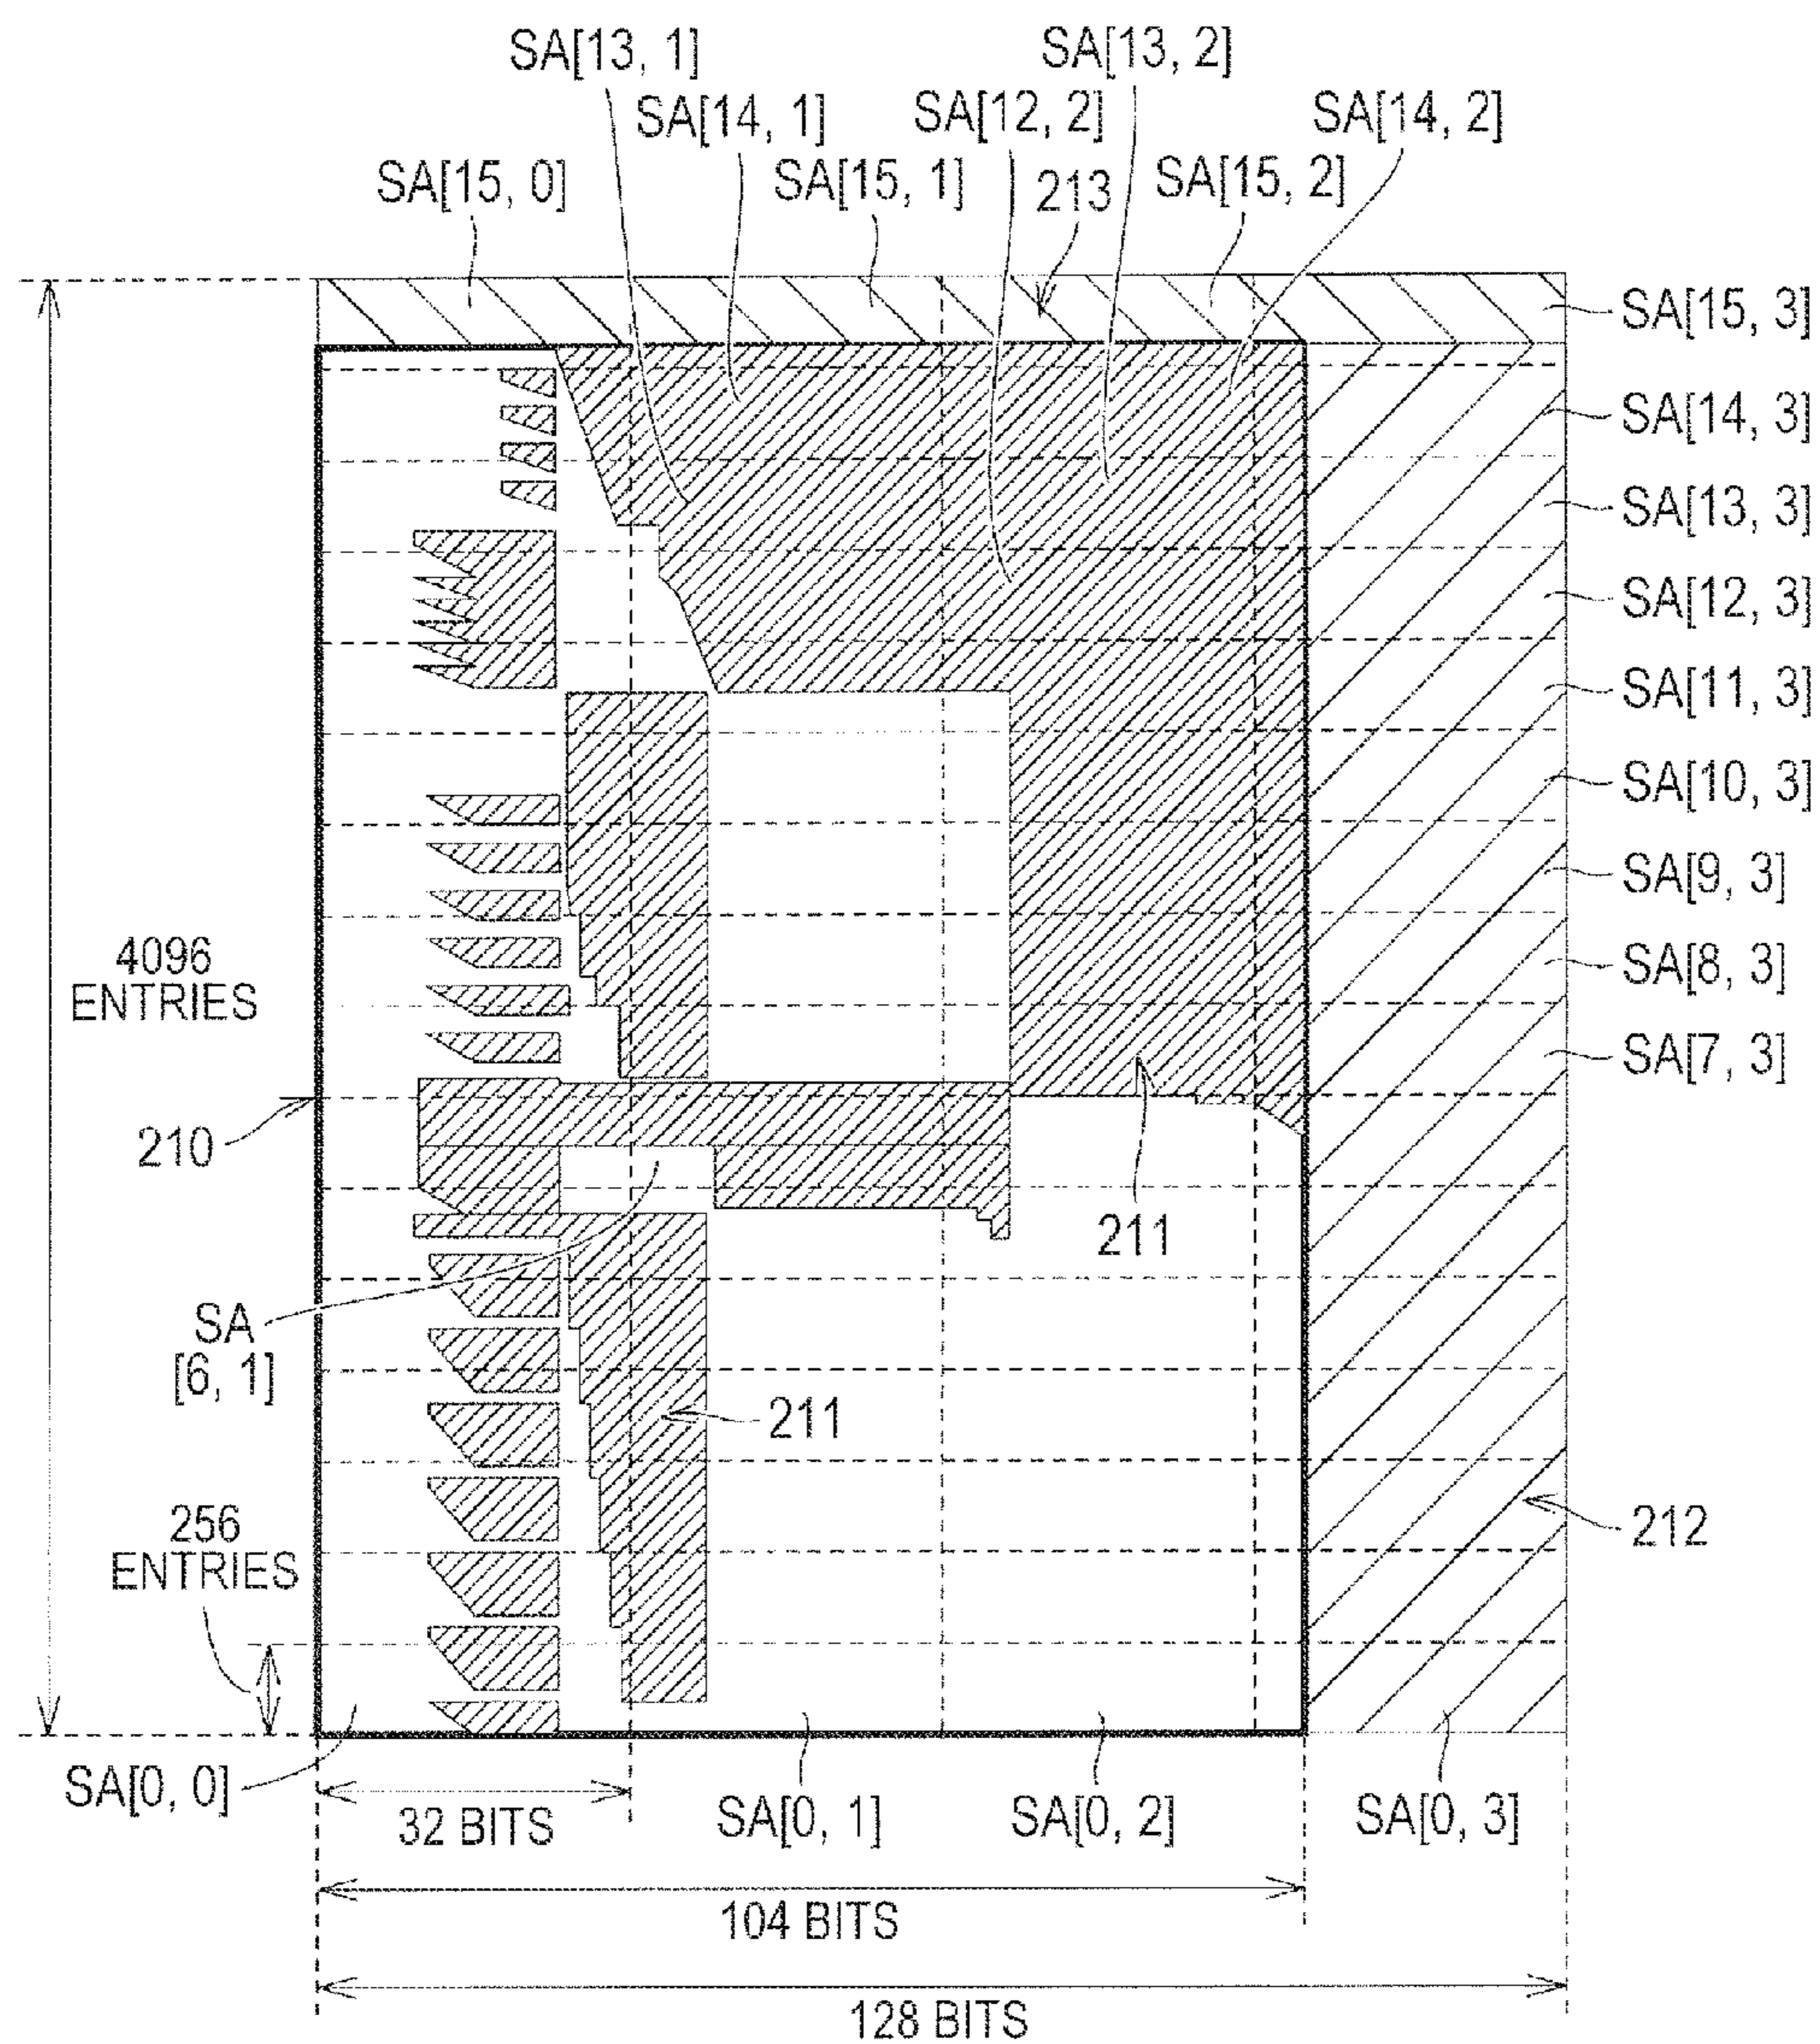 SA[13, 1]
SA[13, 2]
SA[14, 1]
SA[12, 2]
SA[14, 2]
SA[15, 0]
SA[15, 1]
213
SA[15, 2]
SA[15, 3]
SA[14, 3]
SA[13, 3]
SA[12, 3]
SA[11, 3]
SA[10, 3]
SA[9, 3]
4096
ENTRIES
SA[8, 3]
SA[7, 3]
210
211
SA
[6, 1]
211
256
ENTRIES
212
SA[0, 0]
32 BITS
SA[0, 1]
SA[0, 2]
SA[0, 3]
104 BITS
128 BITS